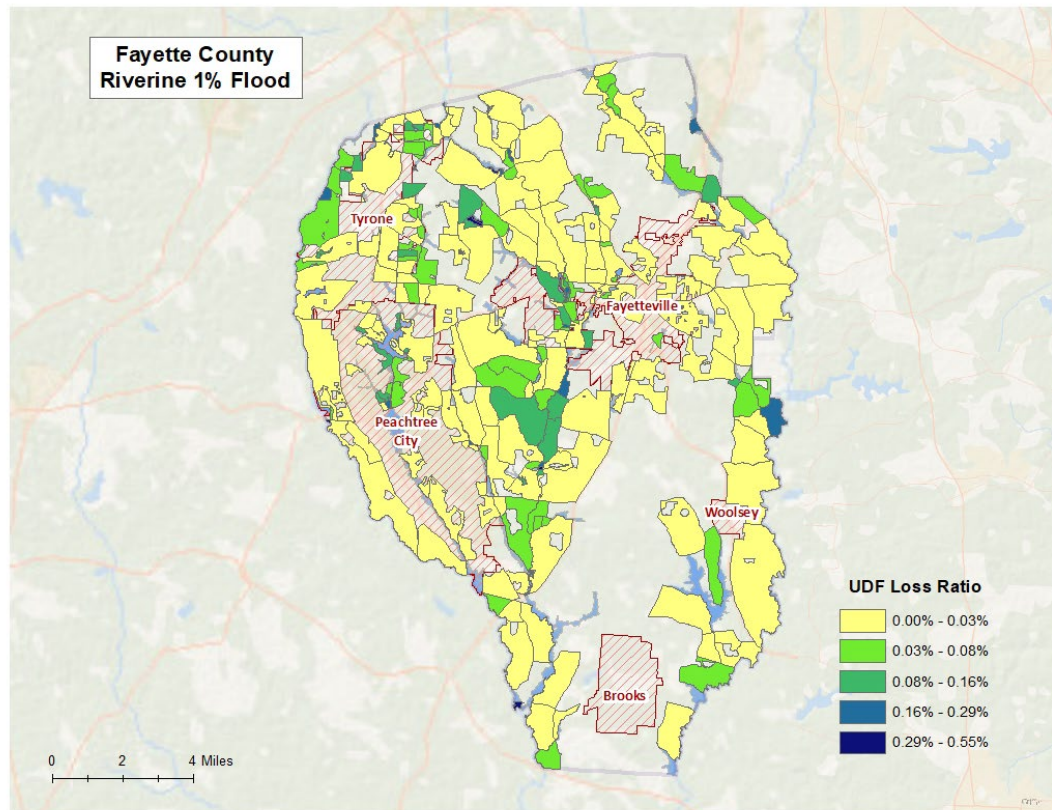 Fayette County
Riverine 1% Flood
Tyrone
Fayetteville
Peachtree
City
Woolsey
Brooks
UDF Loss Ratio
0.00% - 0.03%
0.03% - 0.08%
0.08% - 0.16%
0.16% - 0.29%
0.29% - 0.55%
0 2 4 Miles